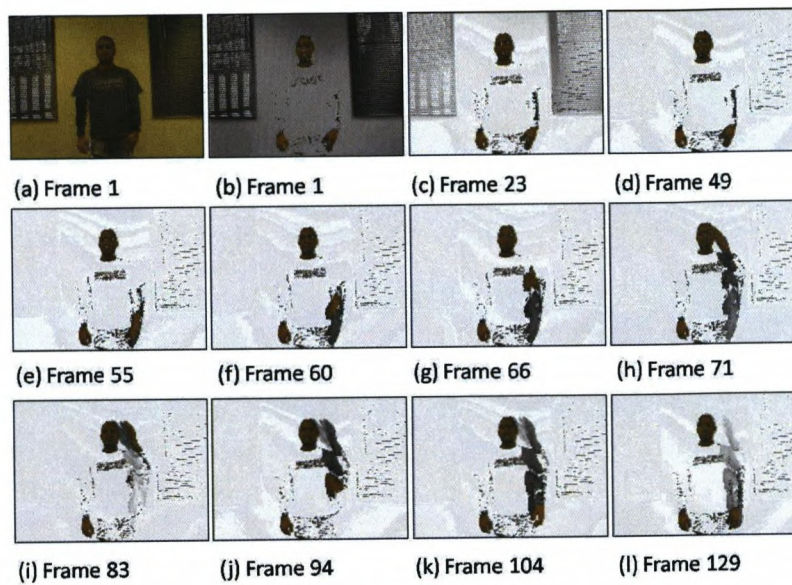 (a) Frame 1
(b) Frame 1
(c) Frame 23
(d) Frame 49
(e) Frame 55
(f) Frame 60
(g) Frame 66
(h) Frame 71
(i) Frame 83
(j) Frame 94
(k) Frame 104
(l) Frame 129